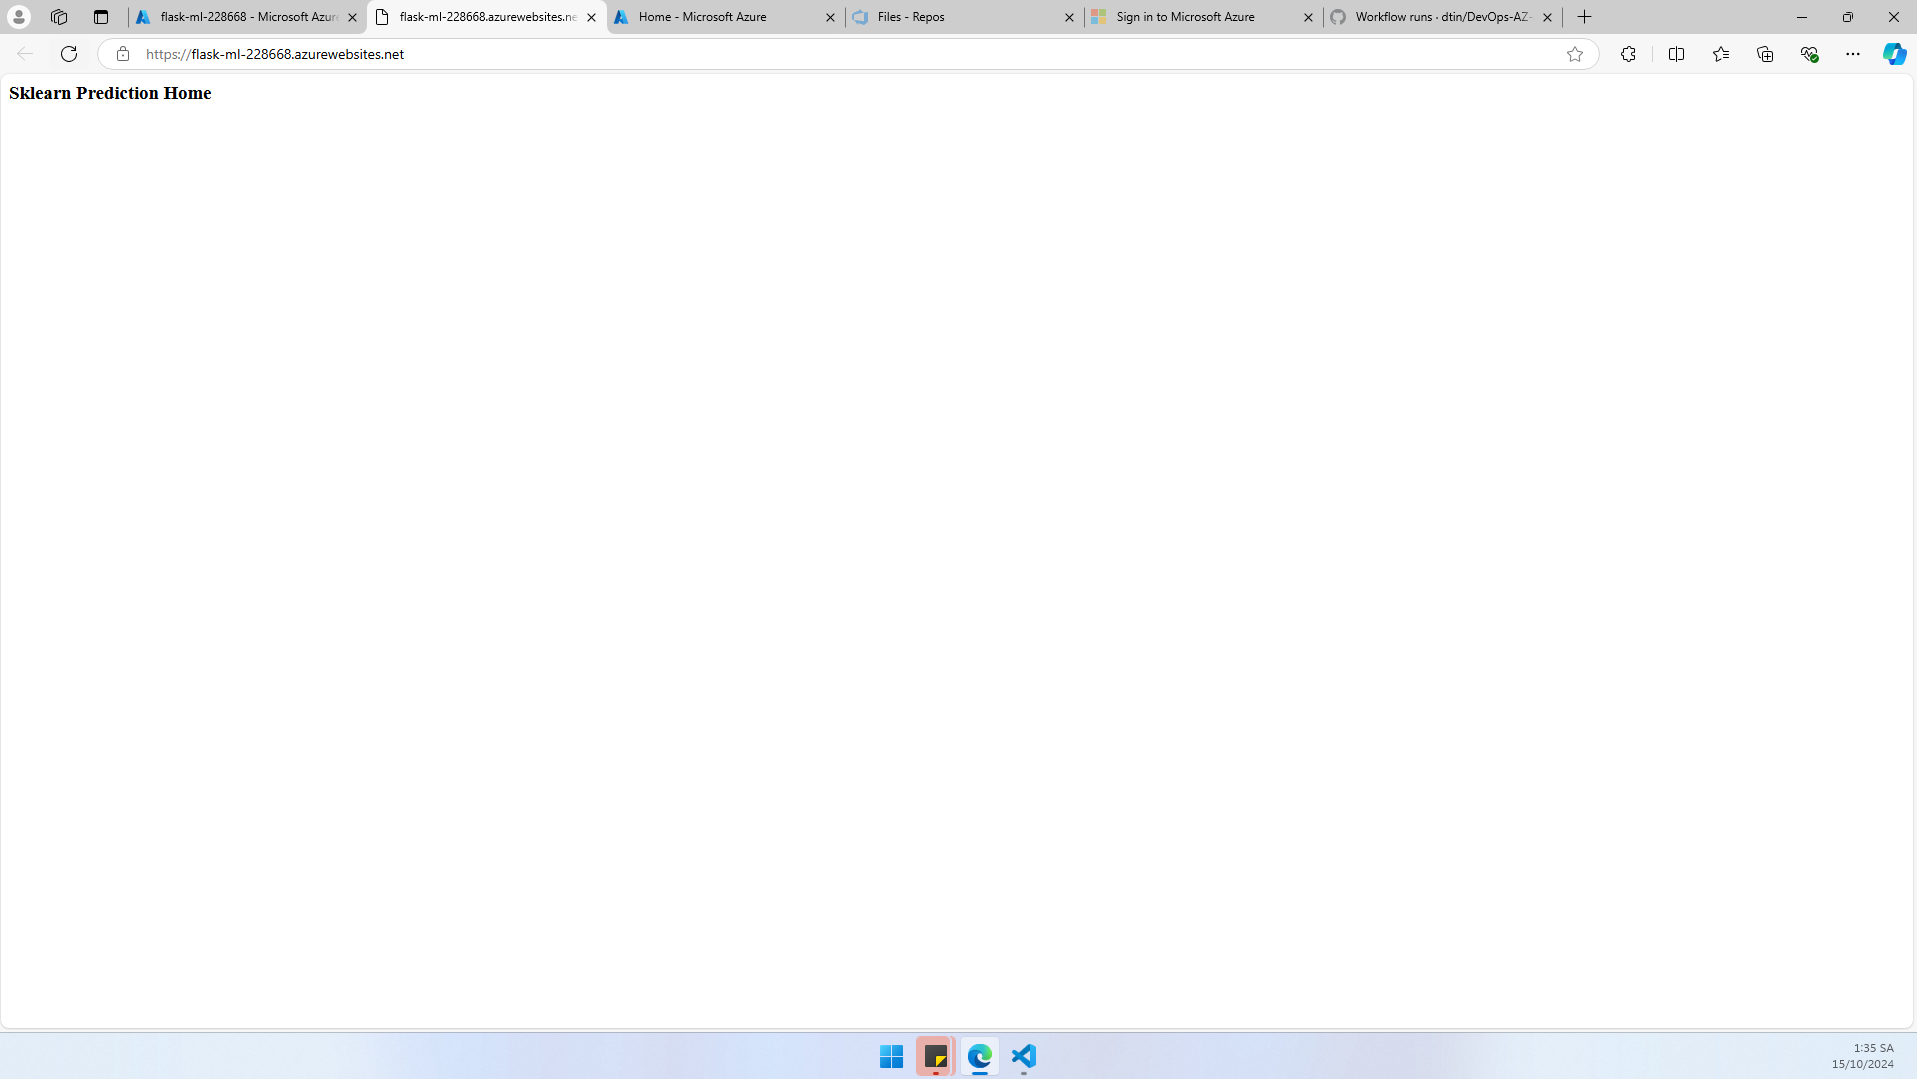 flask-ml-228668 - Microsoft Azure
flask-ml-228668.azurewebsites.ne
Home - Microsoft Azure
Files - Repos
Sign in to Microsoft Azure
Workflow runs · dtin/DevOps-AZ-
https://flask-ml-228668.azurewebsites.net
Sklearn Prediction Home
1:35 SA
15/10/2024